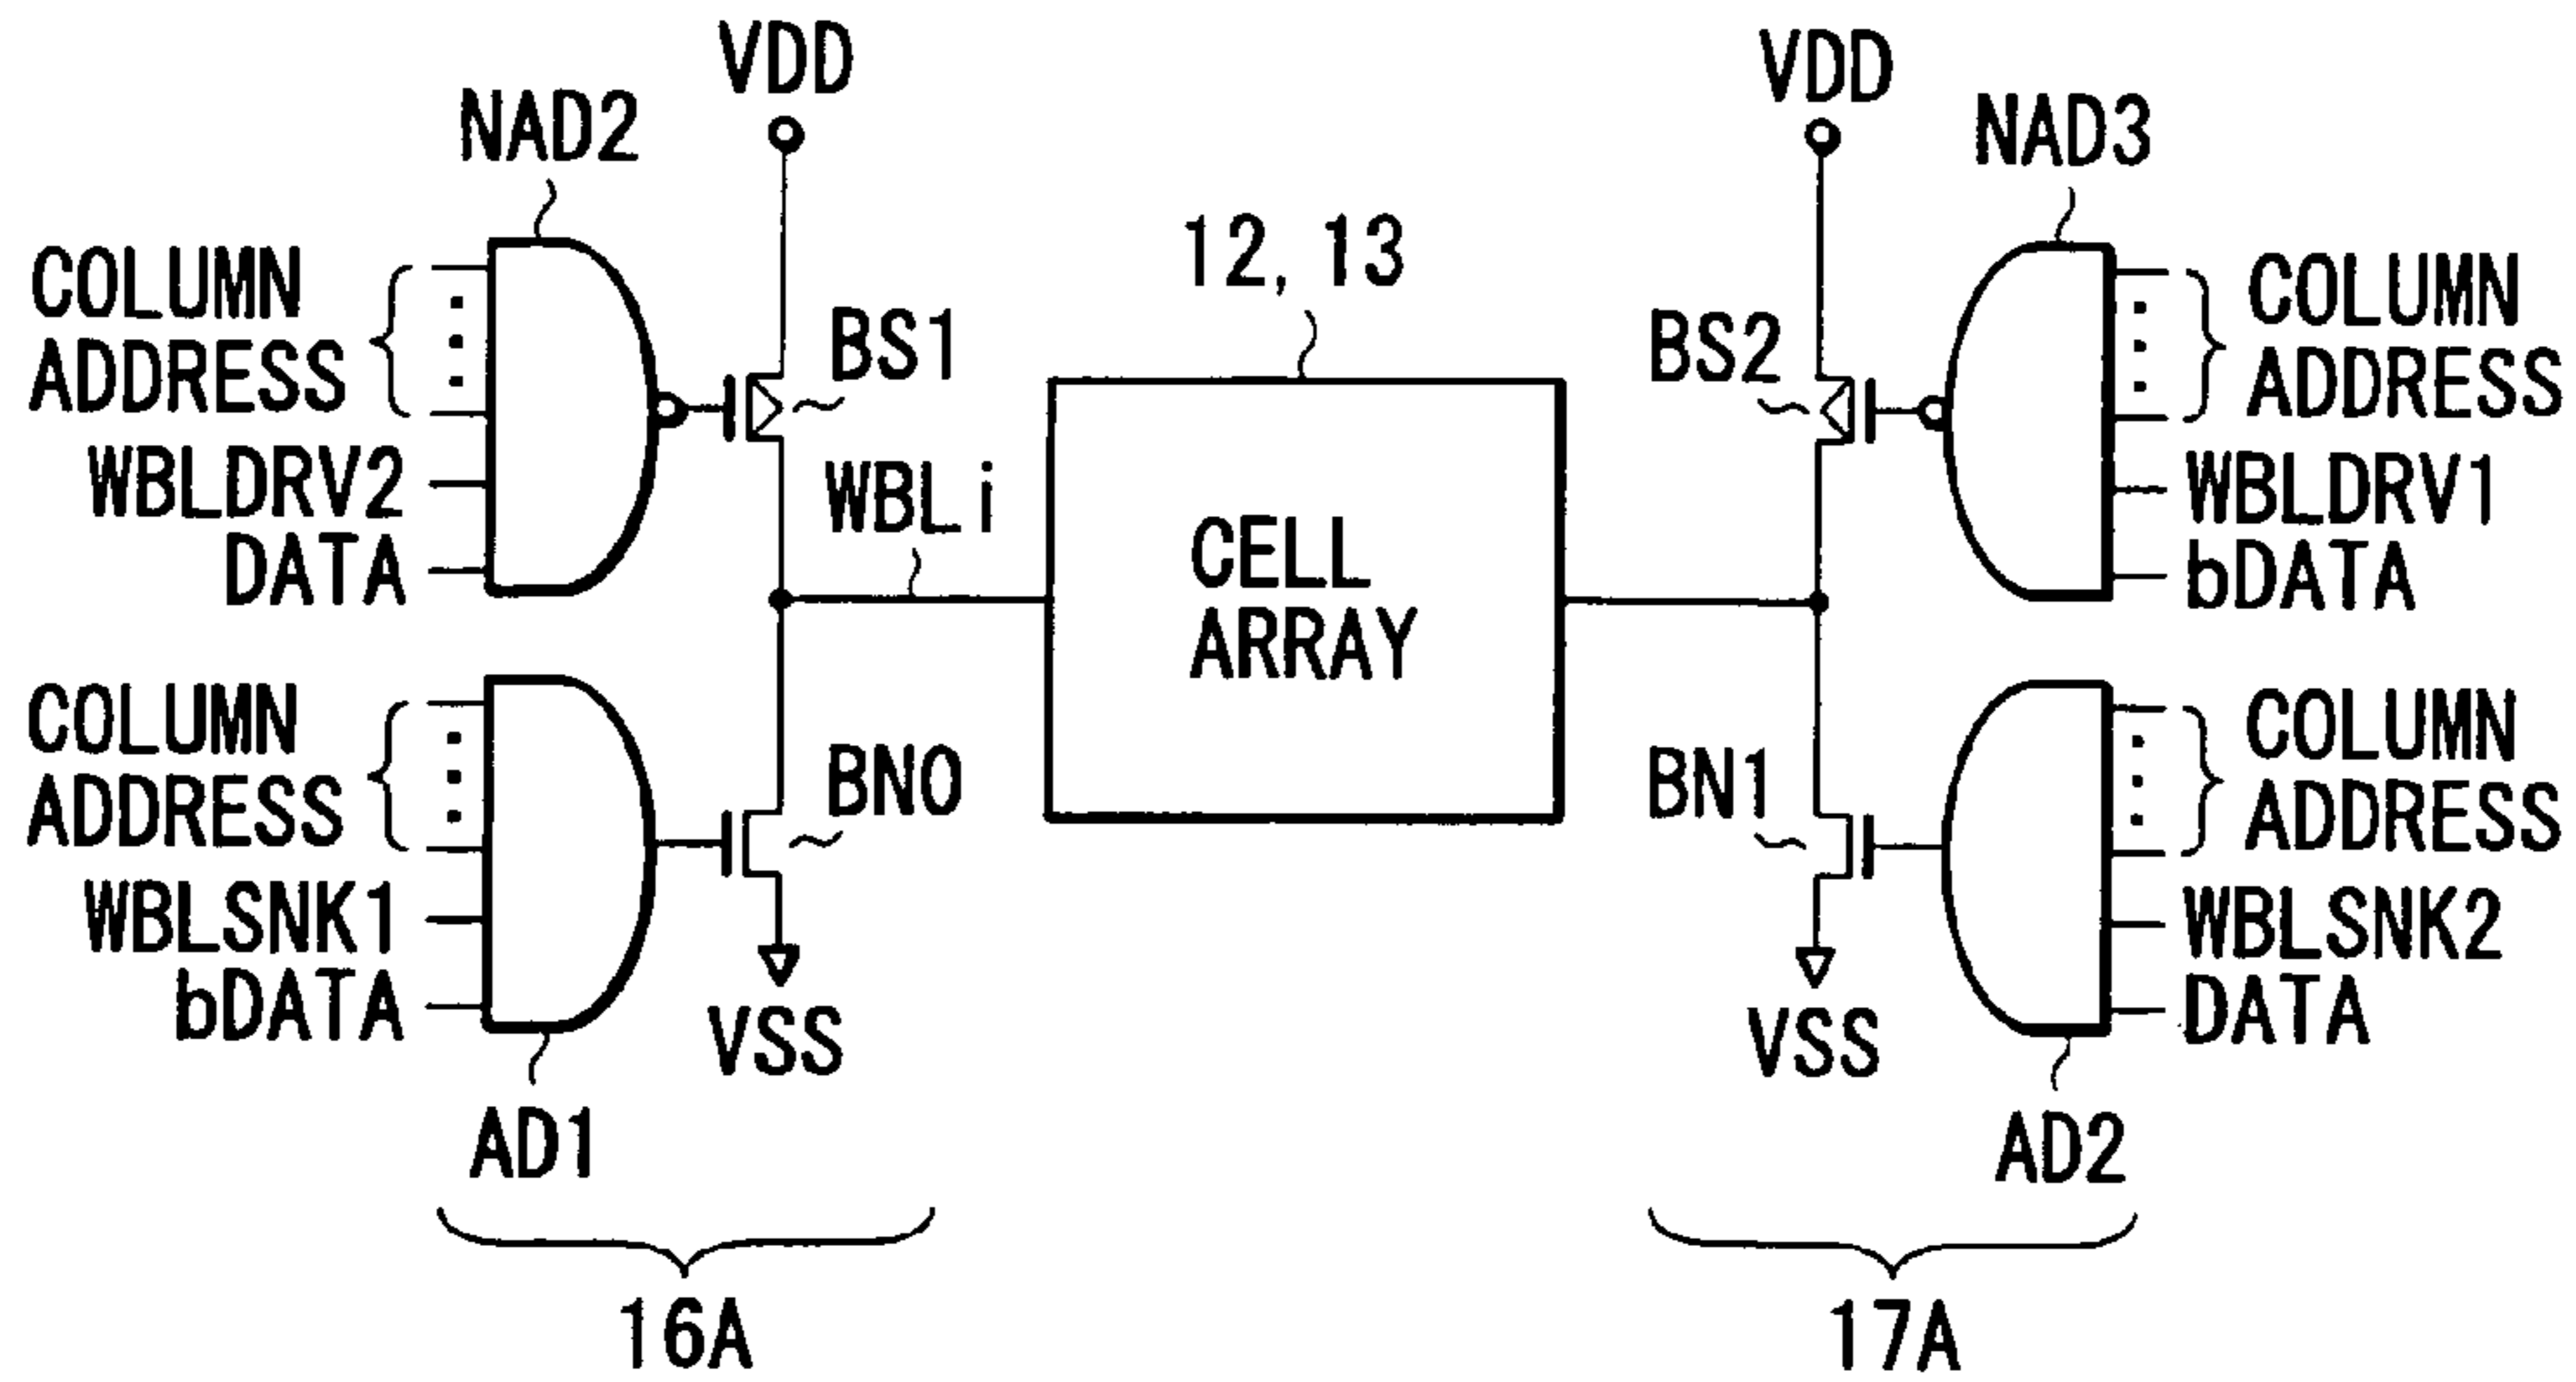 VDD
VDD
NAD2
NAD3
12, 13
COLUMN
ADDRESS
BS1
BS2
COLUMN
ADDRESS
WBLDRV2
DATA
WBLi
CELL
ARRAY
WBLDRV1
bDATA
COLUMN
ADDRESS
BN0
BN1
COLUMN
ADDRESS
WBLSNK1
bDATA
WBLSNK2
DATA
VSS
VSS
AD1
AD2
16A
17A